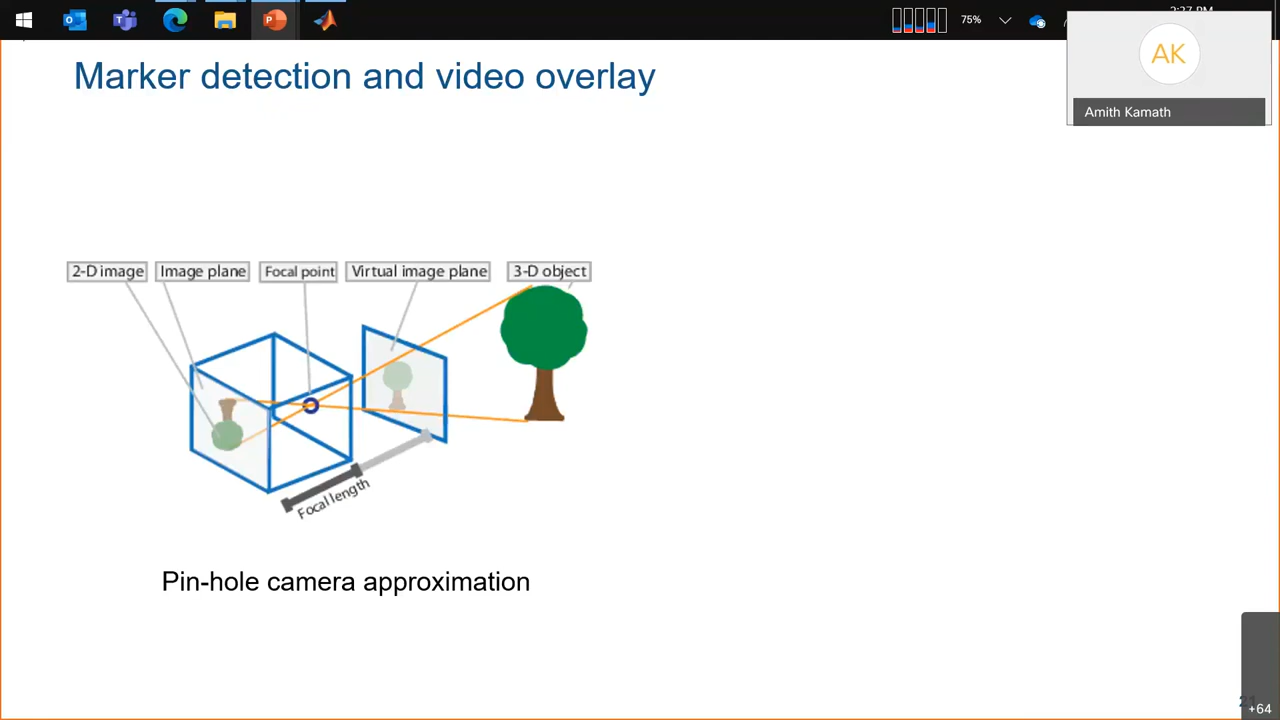 75%
Marker detection and video overlay
AK
Amith Kamath
2-D image
Image plane
Focal point
Virtual image plane
3-D object
Focal length
Pin-hole camera approximation
+64